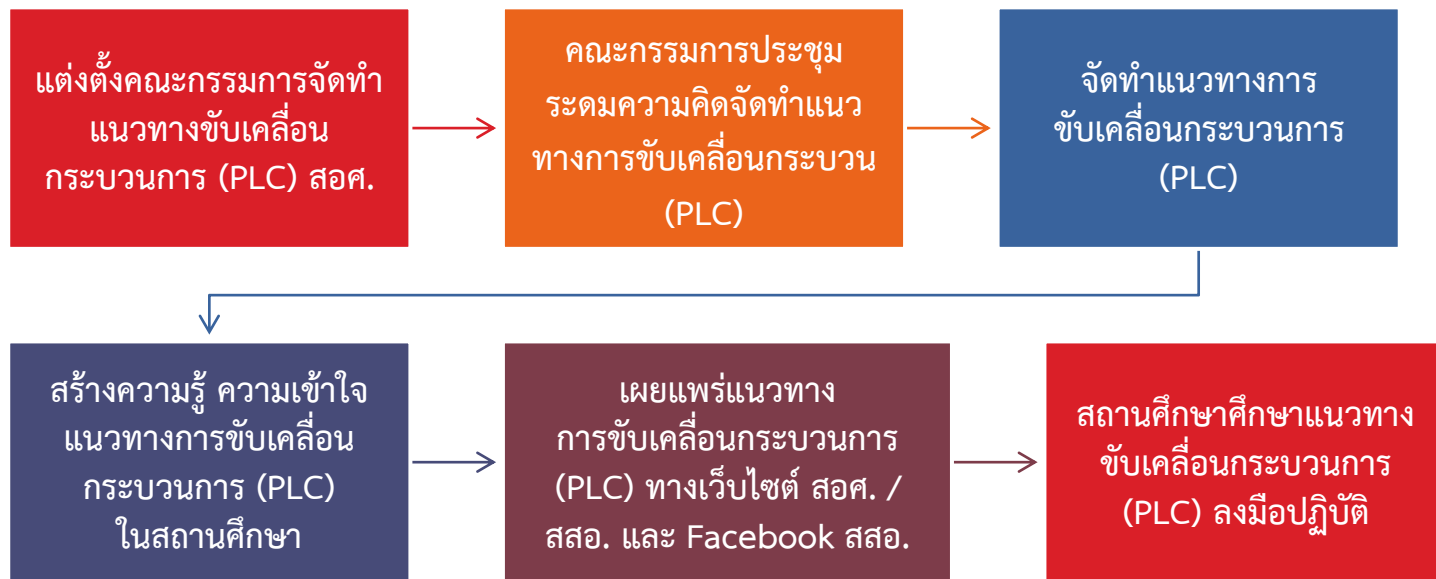 แต่งตั้งคณะกรรมการจัดทำ
แนวทางขับเคลื่อน
กระบวนการ (PLC) สอศ.
คณะกรรมการประชุม
ระดมความคิดจัดทำแนว
ทางการขับเคลื่อนกระบวน
(PLC)
จัดทำแนวทางการ
ขับเคลื่อนกระบวนการ
(PLC)
สร้างความรู้ ความเข้าใจ
แนวทางการขับเคลื่อน
กระบวนการ (PLC)
ในสถานศึกษา
เผยแพร่แนวทาง
การขับเคลื่อนกระบวนการ
(PLC) ทางเว็บไซต์ สอศ. /
สสอ. และ Facebook สสอ.
สถานศึกษาศึกษาแนวทาง
ขับเคลื่อนกระบวนการ
(PLC) ลงมือปฏิบัติ